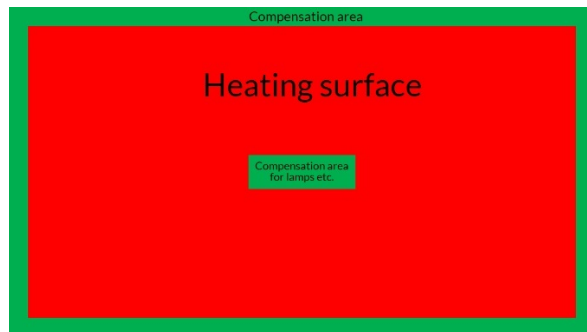 Compensation area
Heating surface
Compensation area
for lamps etc.